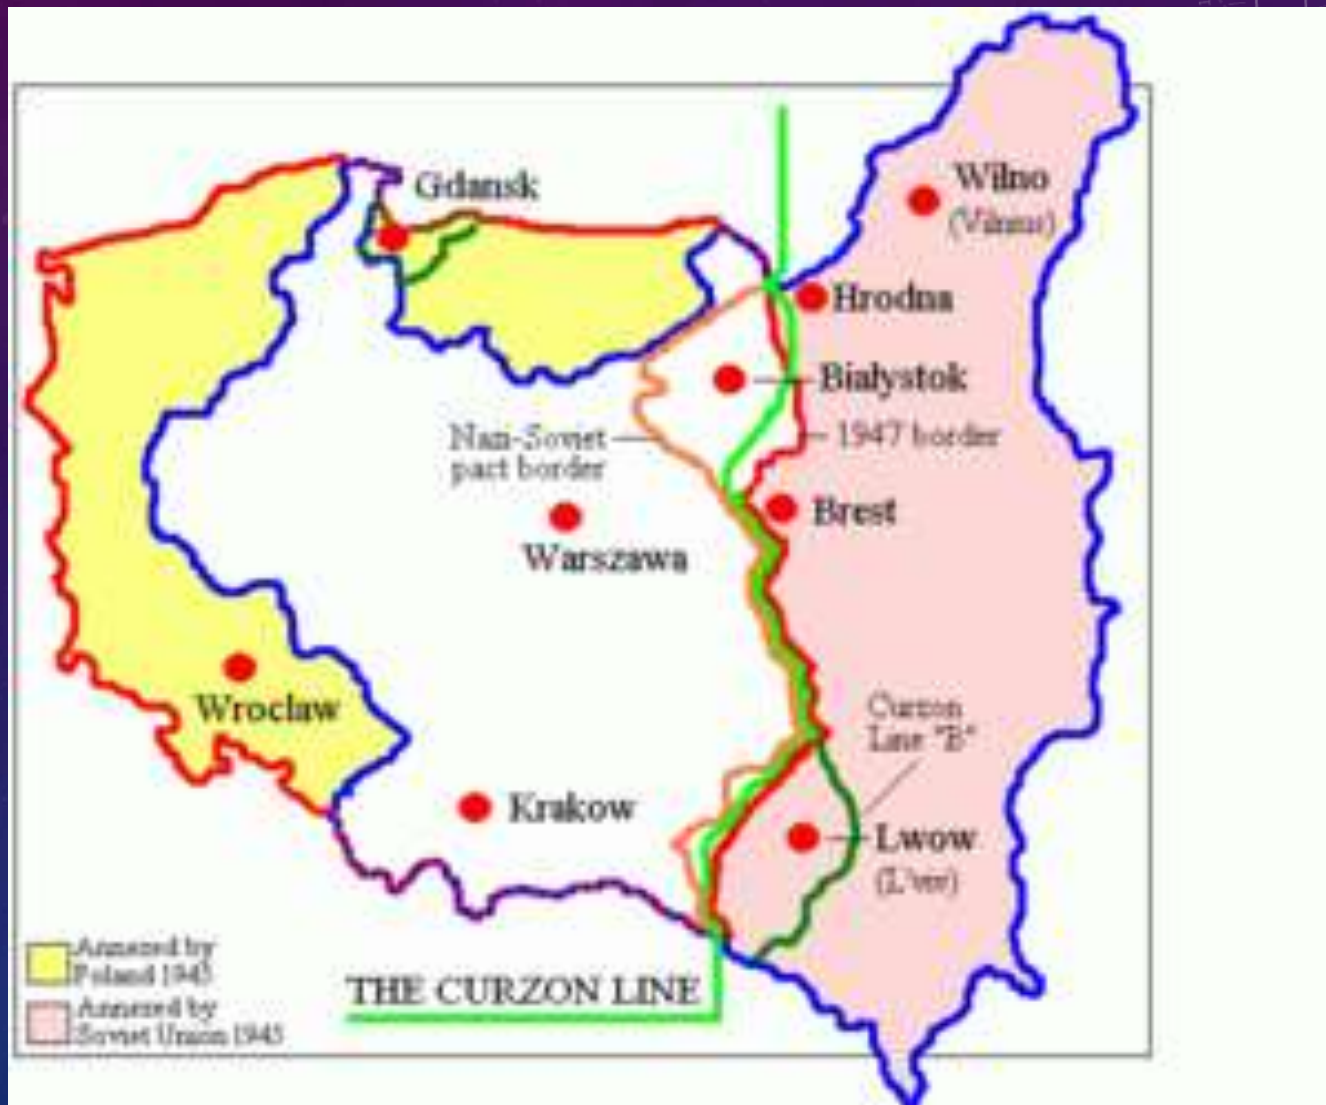 Gdansk
Wilno
(Vilnius)
Hrodna
Białystok
Nazi-Soviet
pact border
1947 border
Brest
Warszawa
Wroclaw
Curzon
Line "B"
Krakow
Lwow
(L'viv)
Annexed by
Poland 1945
THE CURZON LINE
Annexed by
Soviet Union 1945